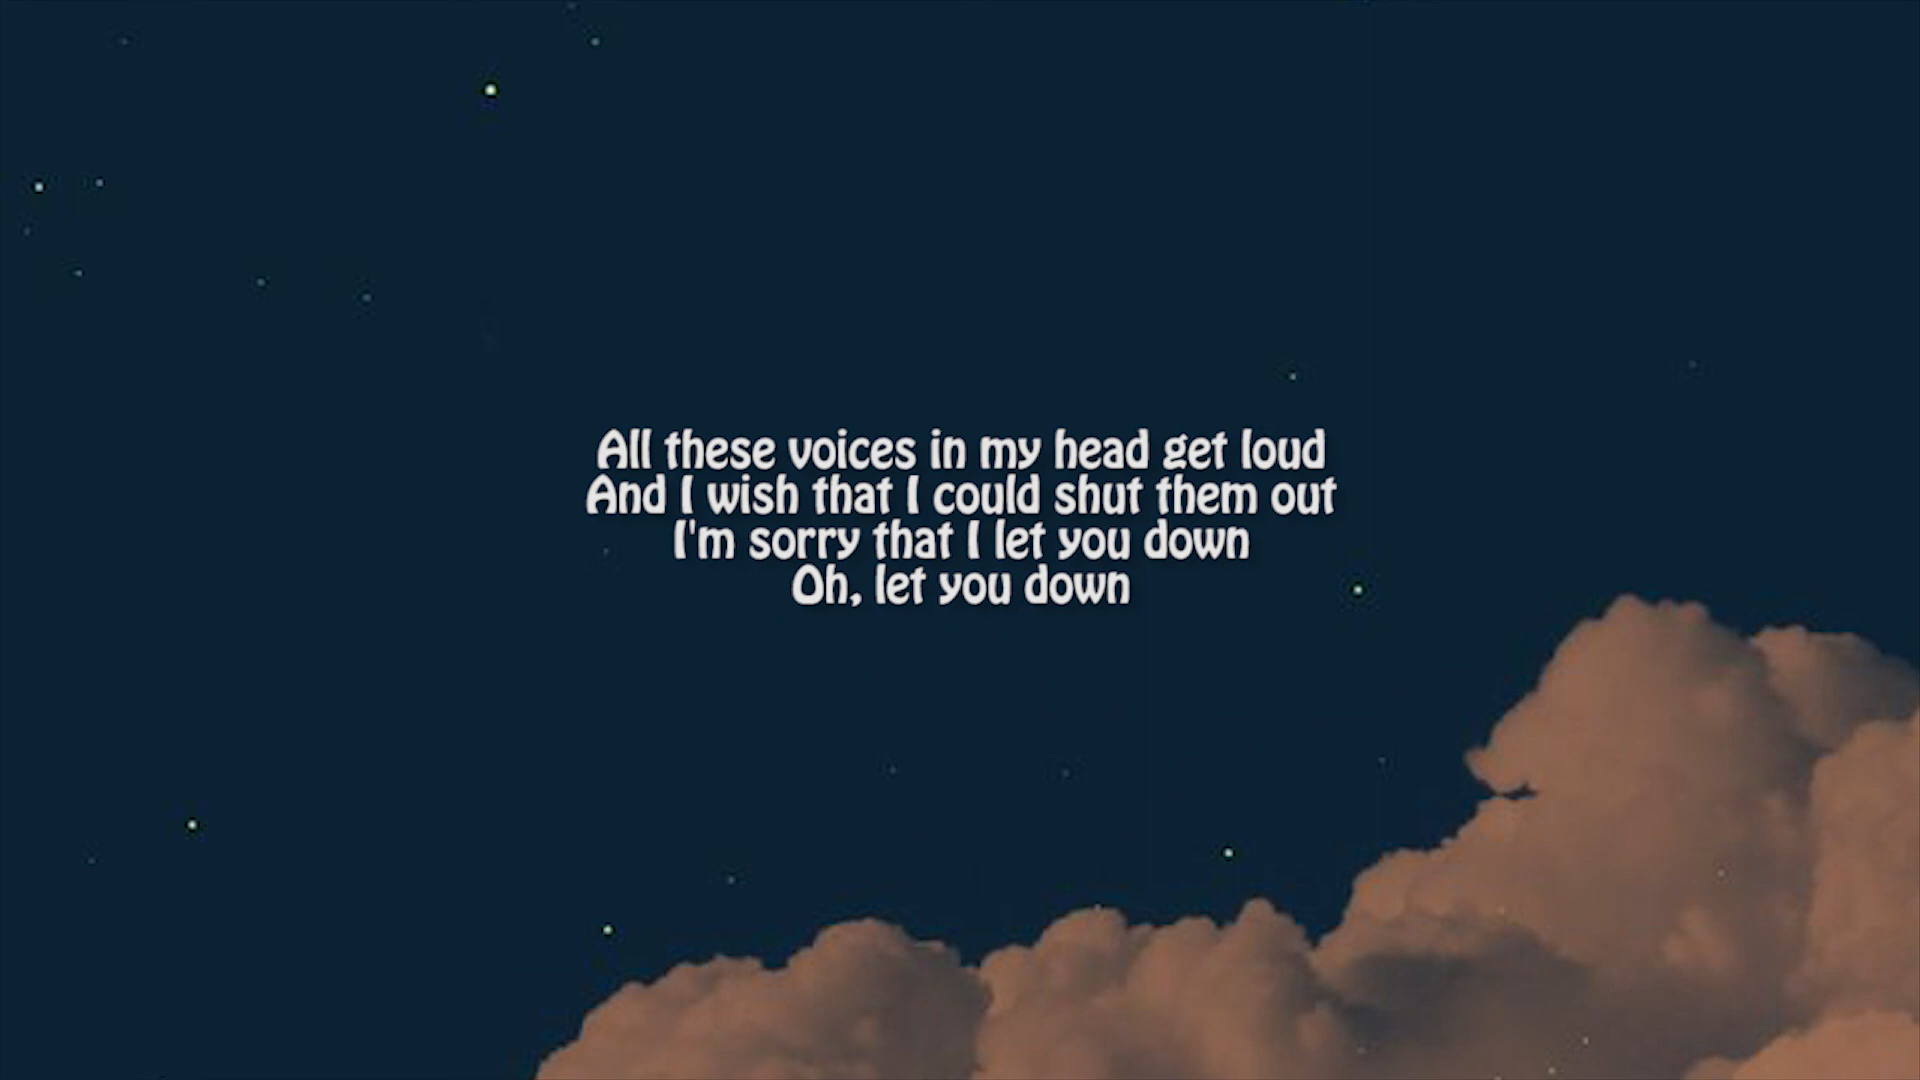 All these voices in my head get loud
And I wish that I could shut them out
I'm sorry that I let you down
Oh, let you down